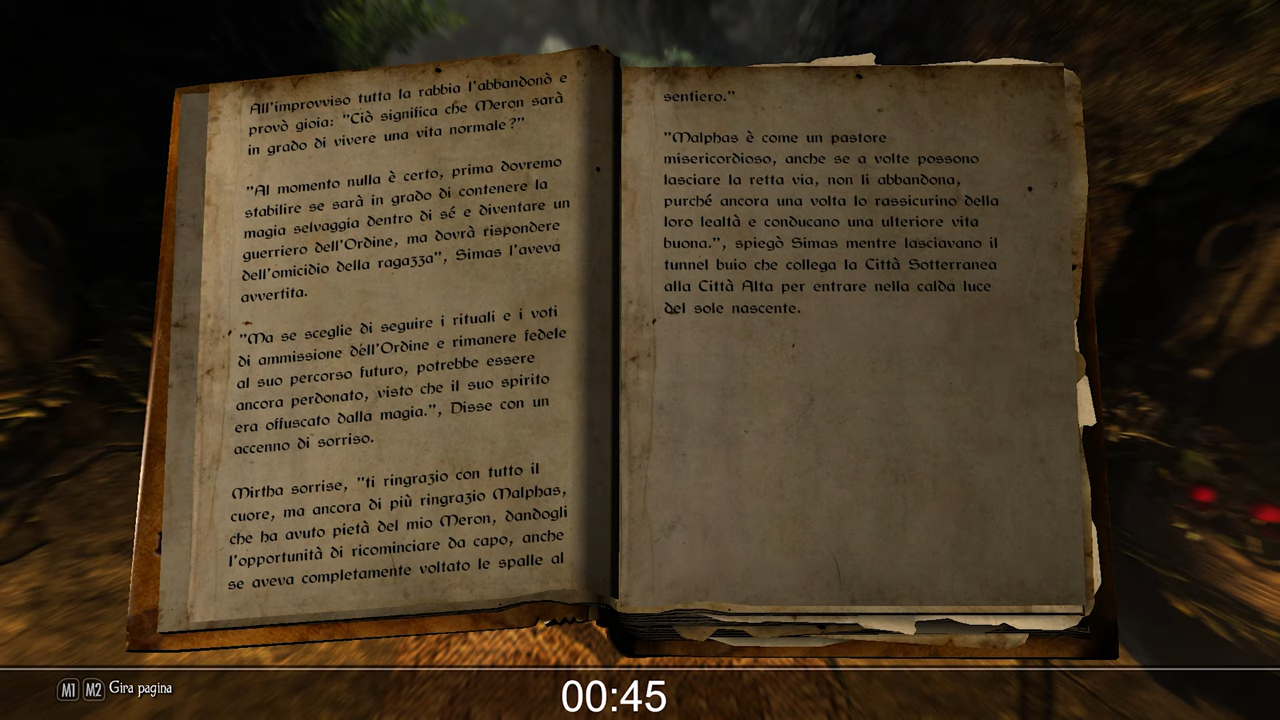 All'improvviso tutta la rabbia l'abbandonò e
provò gioia: "Ciò significa che Meron sarà
in grado di vivere una vita normale?"
"Al momento nulla è certo, prima dovremo
stabilire se sarà in grado di contenere la
magia selvaggia dentro di sé e diventare un
guerriero dell'Ordine, ma dovrà rispondere
dell'omicidio della ragazza", Simas l'aveva
avvertita.
"Ma se sceglie di seguire i rituali e i voti
di ammissione dell'Ordine e rimanere fedele
al suo percorso futuro, potrebbe essere
ancora perdonato, visto che il suo spirito
era offuscato dalla magia.", Disse con un
accenno di sorriso.
Mirtha sorrise, "ti ringrazio con tutto il
cuore, ma ancora di più ringrazio Malphas,
che ha avuto pietà del mio Meron, dandogli
l'opportunità di ricominciare da capo, anche
se aveva completamente voltato le spalle al
sentiero."
"Malphas è come un pastore
misericordioso, anche se a volte possono
lasciare la retta via, non li abbandona,
purché ancora una volta lo rassicurino della
loro lealtà e conducano una ulteriore vita
buona.", spiegò Simas mentre lasciavano il
tunnel buio che collega la Città Sotterranea
alla Città Alta per entrare nella calda luce
del sole nascente.
M1 M2 Gira pagina
00:45